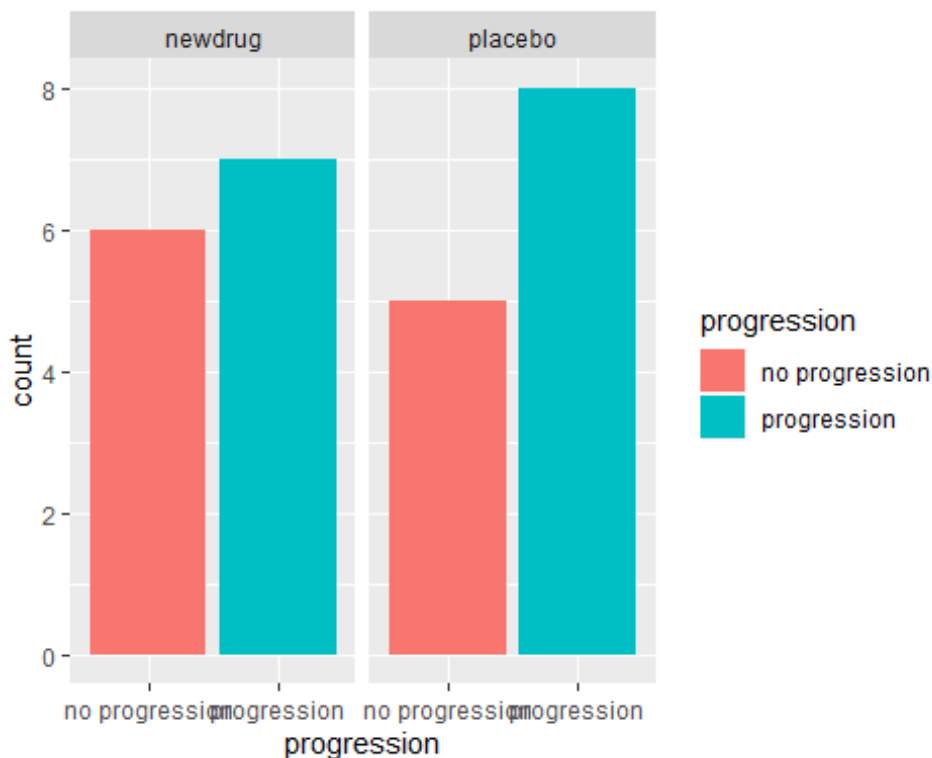 newdrug placebo
8
6
4
2
0
count
no progression progression no progression progression
progression
progression
no progression
progression